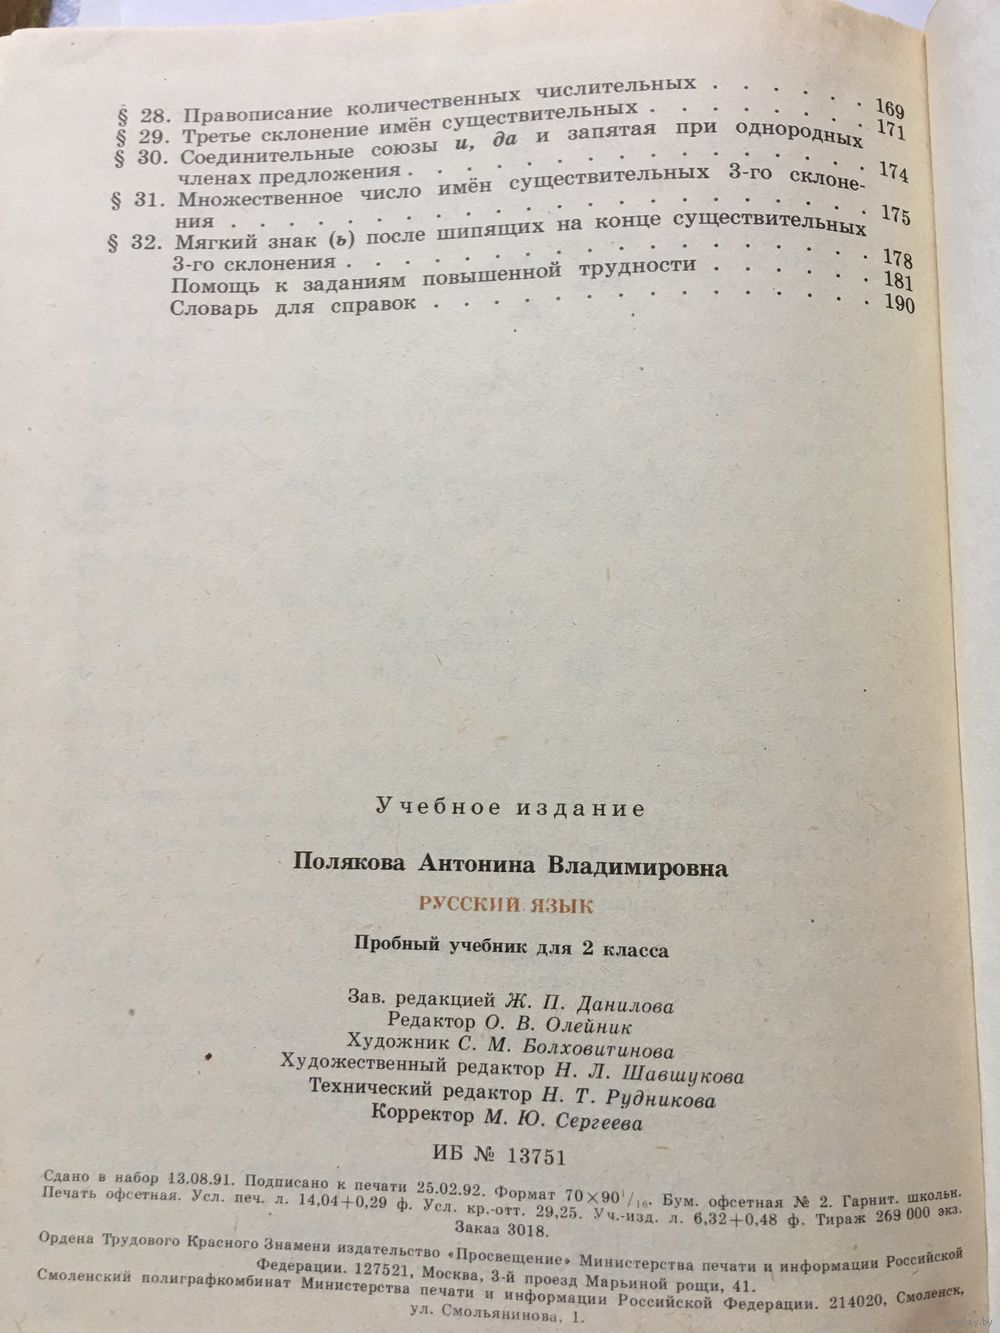 § 28. Правописание количественных числительных . . . . . . 169
§ 29. Третье склонение имён существительных . . . . . . . 171
§ 30. Соединительные союзы и, да и запятая при однородных
членах предложения . . . . . . . . . . . . . . . 174
§ 31. Множественное число имён существительных 3-го склоне-
ния . . . . . . . . . . . . . . . . . . . . 175
§ 32. Мягкий знак (ь) после шипящих на конце существительных
3-го склонения . . . . . . . . . . . . . . . . . 178
Помощь к заданиям повышенной трудности . . . . . . 181
Словарь для справок . . . . . . . . . . . . . . 190
Учебное издание
Полякова Антонина Владимировна
РУССКИЙ ЯЗЫК
Пробный учебник для 2 класса
Зав. редакцией Ж. П. Данилова
Редактор О. В. Олейник
Художник С. М. Болховитинова
Художественный редактор Н. Л. Шавшукова
Технический редактор Н. Т. Рудникова
Корректор М. Ю. Сергеева
ИБ № 13751
Сдано в набор 13.08.91. Подписано к печати 25.02.92. Формат 70×90 1/16. Бум. офсетная № 2. Гарнит. школьн.
Печать офсетная. Усл. печ. л. 14,04+0,29 ф. Усл. кр.-отт. 29,25. Уч.-изд. л. 6,32+0,48 ф. Тираж 269 000 экз.
Заказ 3018.
Ордена Трудового Красного Знамени издательство «Просвещение» Министерства печати и информации Российской
Федерации. 127521, Москва, 3-й проезд Марьиной рощи, 41.
Смоленский полиграфкомбинат Министерства печати и информации Российской Федерации. 214020, Смоленск,
ул. Смольянинова, 1.
www.ay.by